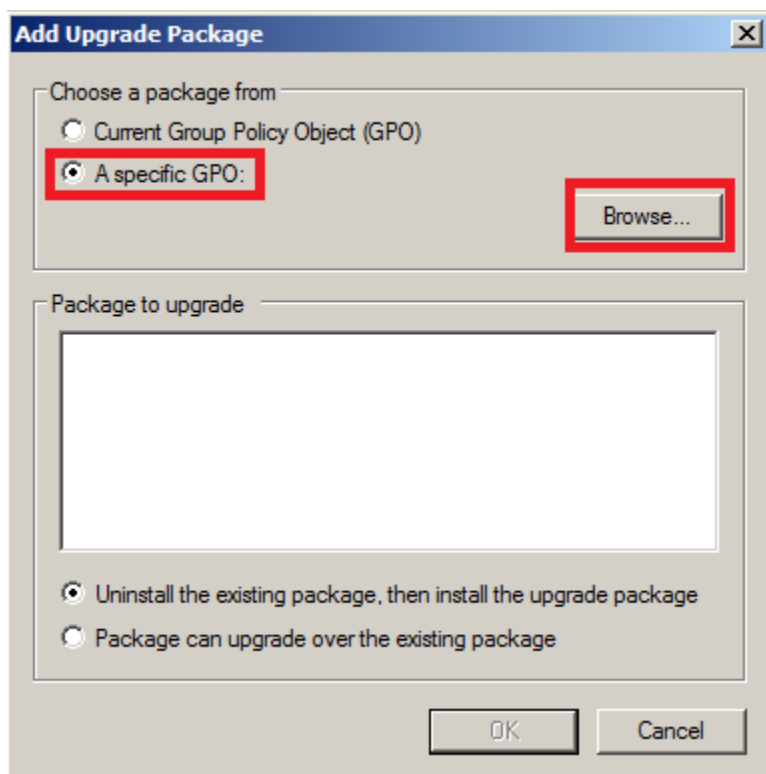 Add Upgrade Package
Choose a package from
Current Group Policy Object (GPO)
A specific GPO:
Browse...
Package to upgrade
Uninstall the existing package, then install the upgrade package
Package can upgrade over the existing package
OK Cancel